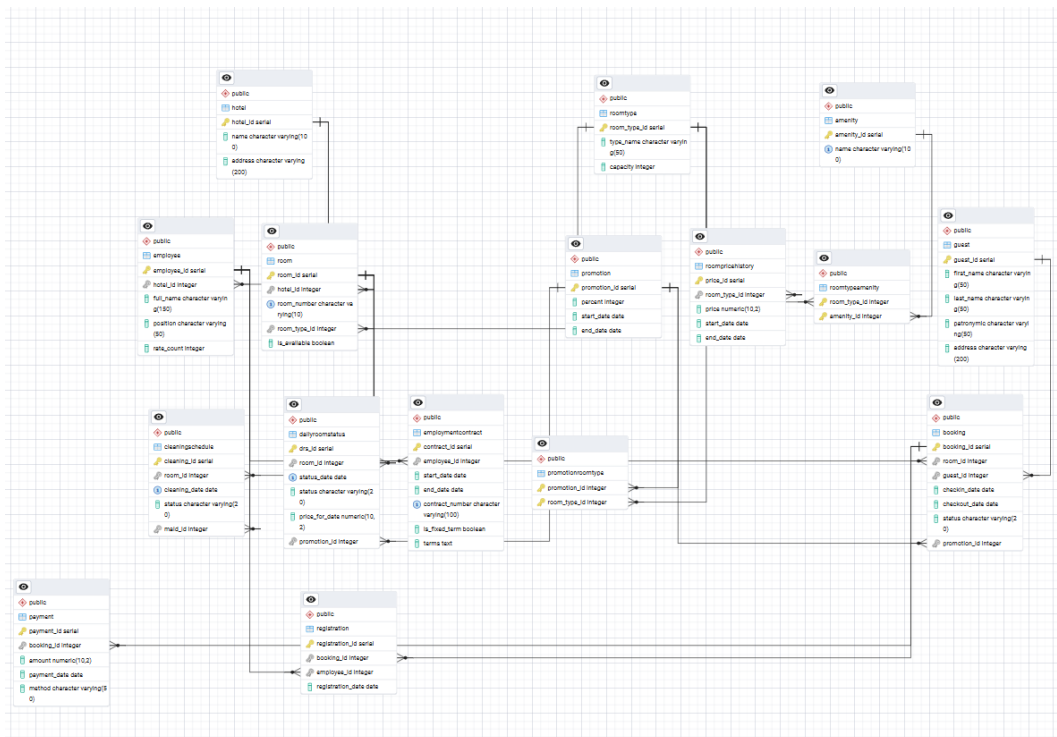 public
hotel
hotel_id serial
name character varying(10
0)
address character varying
(200)
public
roomtype
room_type_id serial
type_name character varyin
g(50)
capacity integer
public
amenity
amenity_id serial
name character varying(10
0)
public
employee
employee_id serial
hotel_id integer
full_name character varyin
g(150)
position character varying
(50)
rate_count integer
public
room
room_id serial
hotel_id integer
room_number character va
rying(10)
room_type_id integer
is_available boolean
public
promotion
promotion_id serial
percent integer
start_date date
end_date date
public
roompricehistory
price_id serial
room_type_id integer
price numeric(10,2)
start_date date
end_date date
public
roomtypeamenity
room_type_id integer
amenity_id integer
public
guest
guest_id serial
first_name character varyin
g(50)
last_name character varyin
g(50)
patronymic character varyi
ng(50)
address character varying
(200)
public
cleaningschedule
cleaning_id serial
room_id integer
cleaning_date date
status character varying(2
0)
maid_id integer
public
dailyroomstatus
drs_id serial
room_id integer
status_date date
status character varying(2
0)
price_for_date numeric(10,
2)
promotion_id integer
public
employmentcontract
contract_id serial
employee_id integer
start_date date
end_date date
contract_number character
varying(100)
is_fixed_term boolean
terms text
public
promotionroomtype
promotion_id integer
room_type_id integer
public
booking
booking_id serial
room_id integer
guest_id integer
checkin_date date
checkout_date date
status character varying(2
0)
promotion_id integer
public
payment
payment_id serial
booking_id integer
amount numeric(10,2)
payment_date date
method character varying(5
0)
public
registration
registration_id serial
booking_id integer
employee_id integer
registration_date date